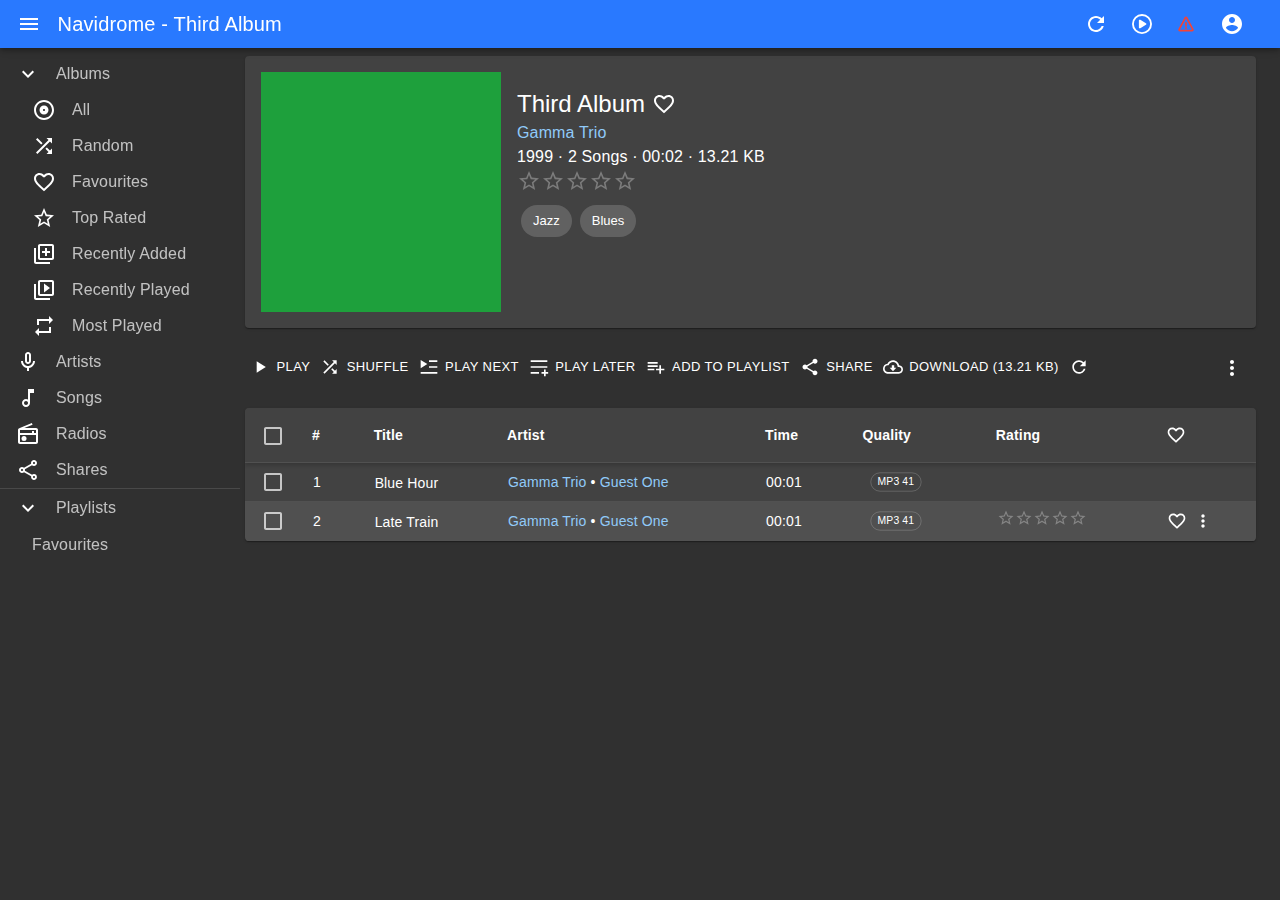 Navidrome - Third Album
Albums
All
Random
Favourites
Top Rated
Recently Added
Recently Played
Most Played
Artists
Songs
Radios
Shares
Playlists
Favourites
Third Album
Gamma Trio
1999 · 2 Songs · 00:02 · 13.21 KB
Jazz Blues
PLAY SHUFFLE PLAY NEXT PLAY LATER ADD TO PLAYLIST SHARE DOWNLOAD (13.21 KB)
# Title Artist Time Quality Rating
1 Blue Hour Gamma Trio • Guest One 00:01 MP3 41
2 Late Train Gamma Trio • Guest One 00:01 MP3 41